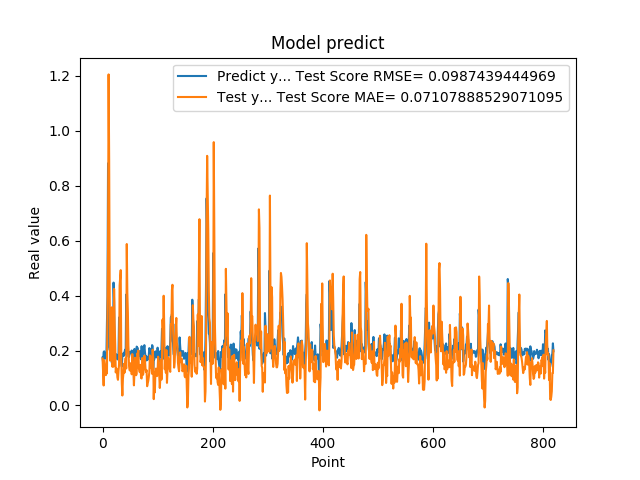 Model predict
Predict y... Test Score RMSE= 0.0987439444969
Test y... Test Score MAE= 0.07107888529071095
1.2
1.0
0.8
0.6
0.4
0.2
0.0
Real value
0 200 400 600 800
Point